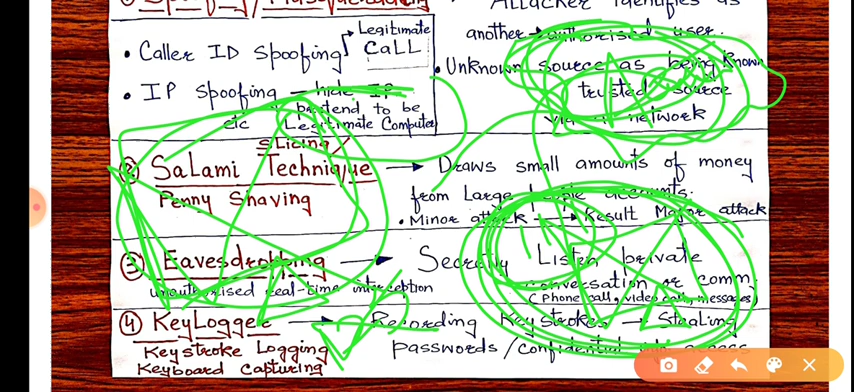 ① Spoofing/Masquerading
Attacker identifies as
another → authorised user.
• Caller ID Spoofing → Legitimate
CALL
• Unknown source as being known
trusted source
via a network
• IP Spoofing — hide IP
pretend to be
etc Legitimate Computer
② Salami Technique → Draws small amounts of money
Slicing/
Penny Shaving
from Large people accounts.
• Minor attack → Result Major attack
③ Eavesdropping → Secretly Listen private
unauthorised real-time interception
conversation or comm.
(Phone call, video call, messages)
④ KeyLogger → Recording Keystrokes → Stealing
Keystroke Logging
passwords/confidential
access
Keyboard Capturing